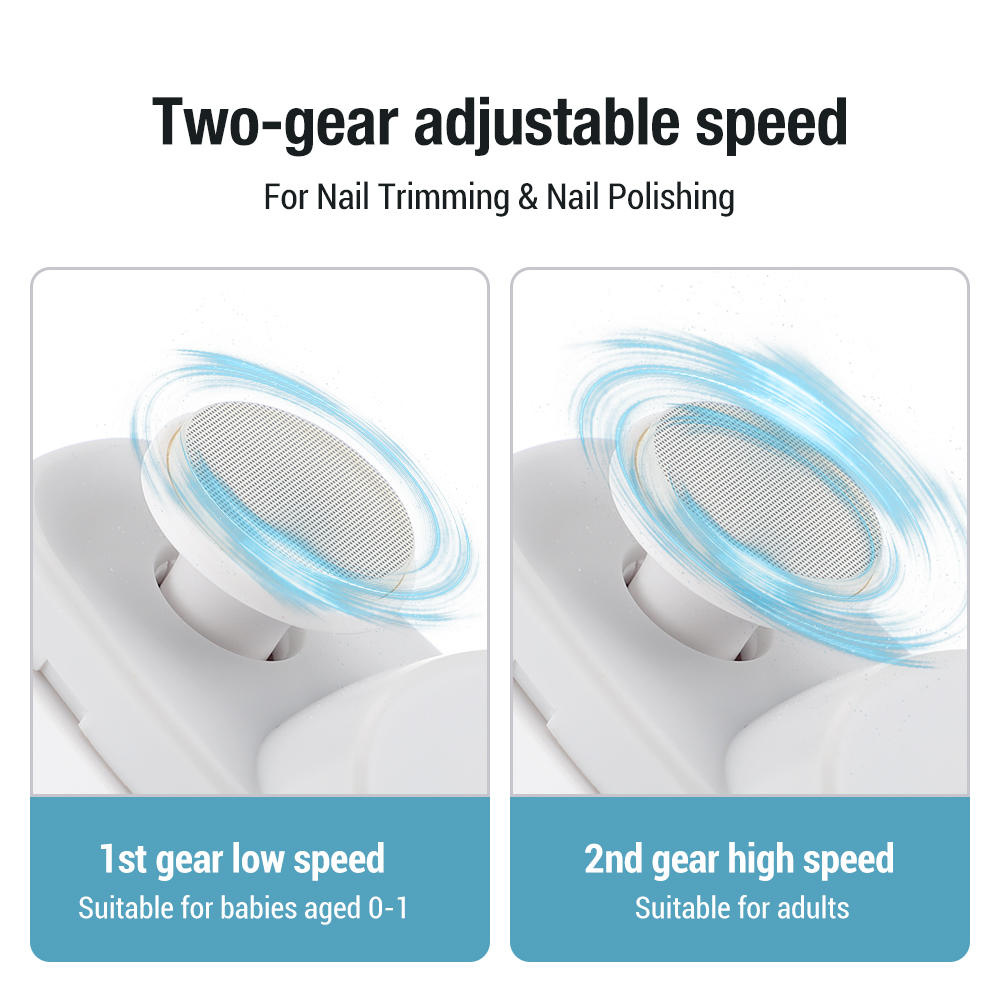 Two-gear adjustable speed
For Nail Trimming & Nail Polishing
1st gear low speed
Suitable for babies aged 0-1
2nd gear high speed
Suitable for adults